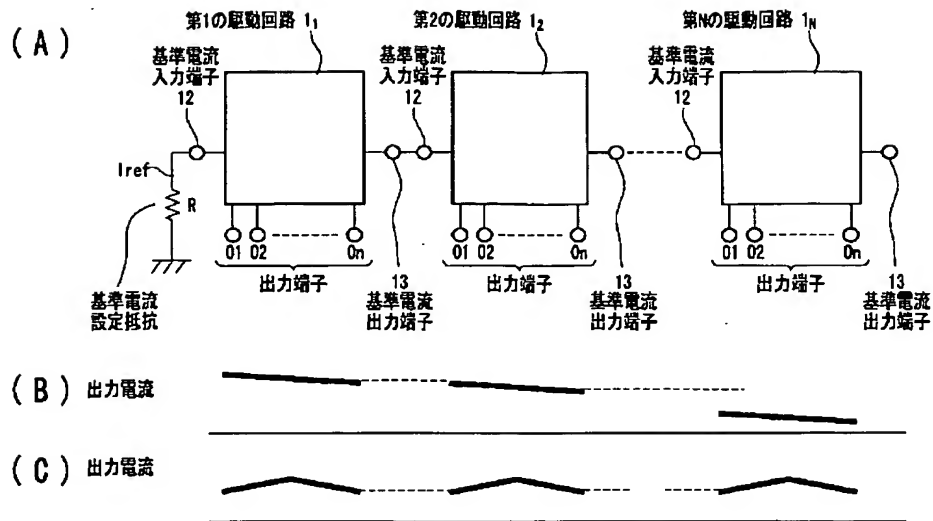 (A)
第1の駆動回路 1₁
第2の駆動回路 1₂
第Nの駆動回路 1N
基準電流
入力端子
12
基準電流
入力端子
12
基準電流
入力端子
12
Iref
R
01 02 0n
01 02 0n
01 02 0n
出力端子
出力端子
出力端子
基準電流
設定抵抗
13
基準電流
出力端子
13
基準電流
出力端子
13
基準電流
出力端子
(B) 出力電流
(C) 出力電流